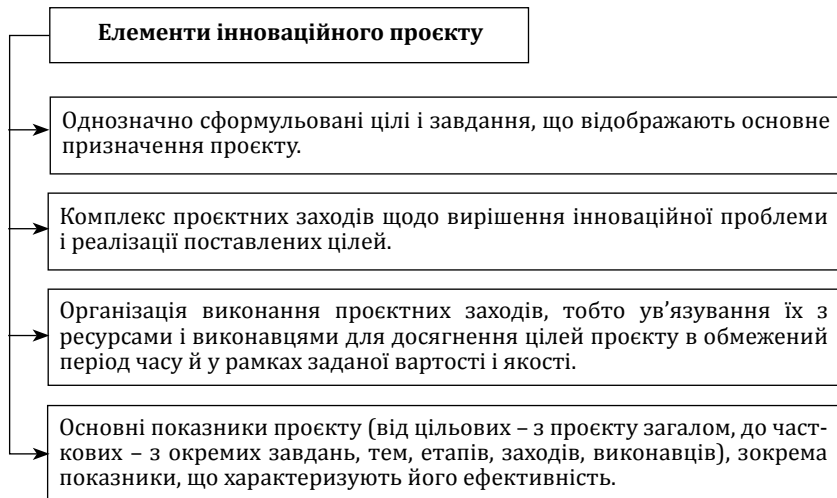 Елементи інноваційного проєкту
Однозначно сформульовані цілі і завдання, що відображають основне
призначення проєкту.
Комплекс проєктних заходів щодо вирішення інноваційної проблеми
і реалізації поставлених цілей.
Організація виконання проєктних заходів, тобто ув’язування їх з
ресурсами і виконавцями для досягнення цілей проєкту в обмежений
період часу й у рамках заданої вартості і якості.
Основні показники проєкту (від цільових – з проєкту загалом, до част-
кових – з окремих завдань, тем, етапів, заходів, виконавців), зокрема
показники, що характеризують його ефективність.